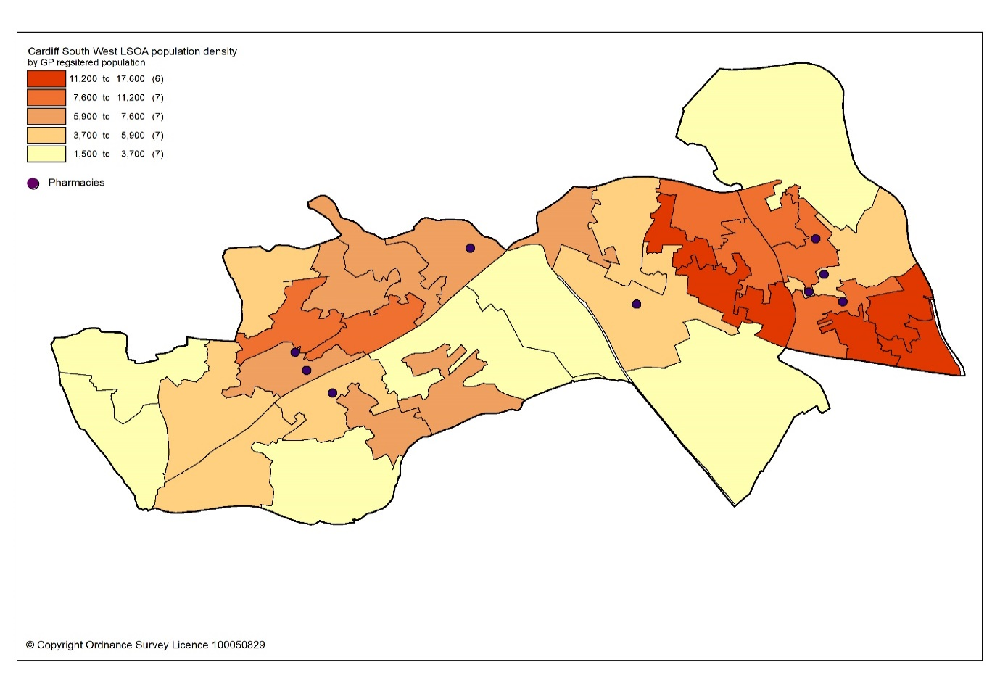 Cardiff South West LSOA population density
by GP regsitered population
11,200 to 17,600 (6)
7,600 to 11,200 (7)
5,900 to 7,600 (7)
3,700 to 5,900 (7)
1,500 to 3,700 (7)
Pharmacies
© Copyright Ordnance Survey Licence 100050829